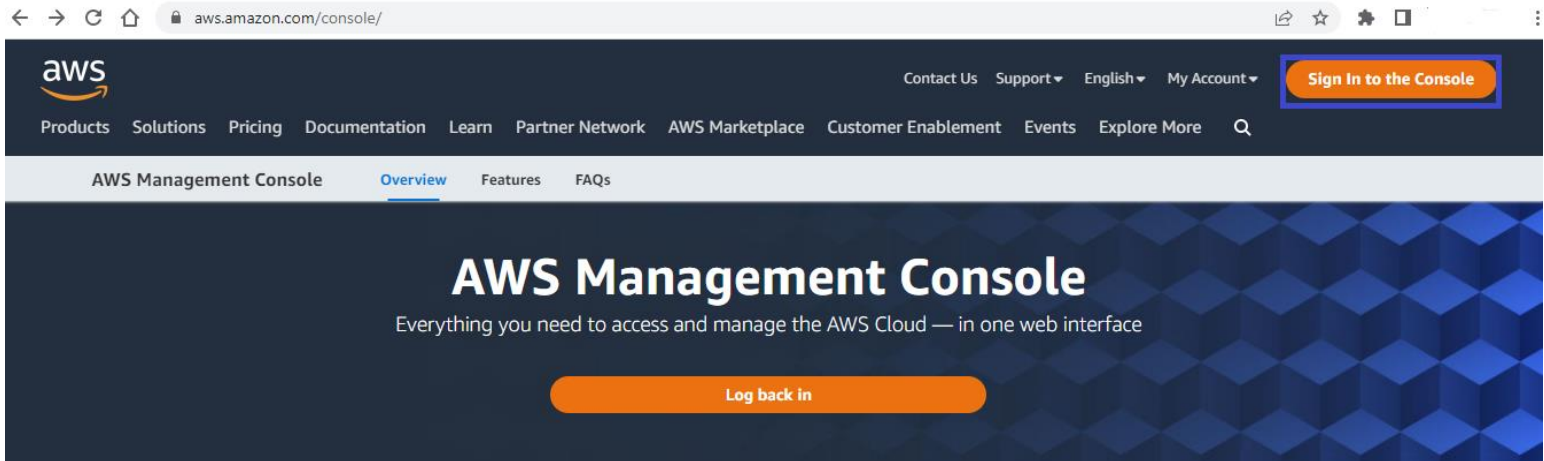 aws.amazon.com/console/
aws
Contact Us Support English My Account Sign In to the Console
Products Solutions Pricing Documentation Learn Partner Network AWS Marketplace Customer Enablement Events Explore More
AWS Management Console Overview Features FAQs
AWS Management Console
Everything you need to access and manage the AWS Cloud — in one web interface
Log back in